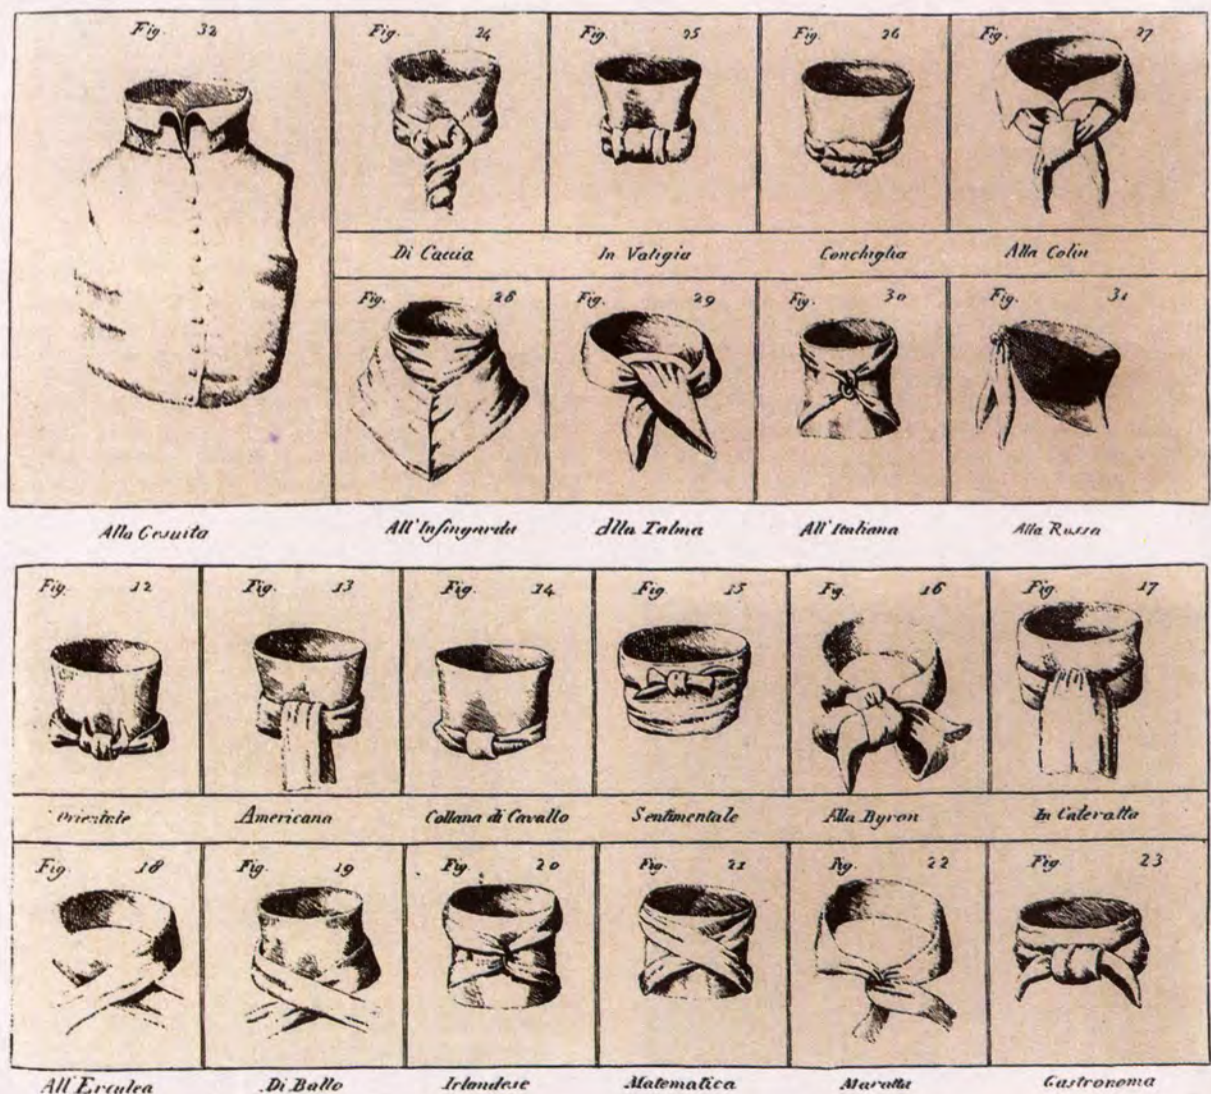 Fig. 32
Fig. 24
Fig. 25
Fig. 26
Fig. 27
Di Caccia
In Valigia
Conchiglia
Alla Colin
Fig. 28
Fig. 29
Fig. 30
Fig. 31
Alla Gesuita
All'Infingarda
Alla Talma
All'Italiana
Alla Russa
Fig. 12
Fig. 13
Fig. 14
Fig 15
Fig. 16
Fig. 17
Orientale
Americana
Collana di Cavallo
Sentimentale
Alla Byron
In Cateratta
Fig. 18
Fig. 19
Fig. 20
Fig. 21
Fig. 22
Fig 23
All'Erculea
Di Ballo
Irlandese
Matematica
Maratta
Gastronoma